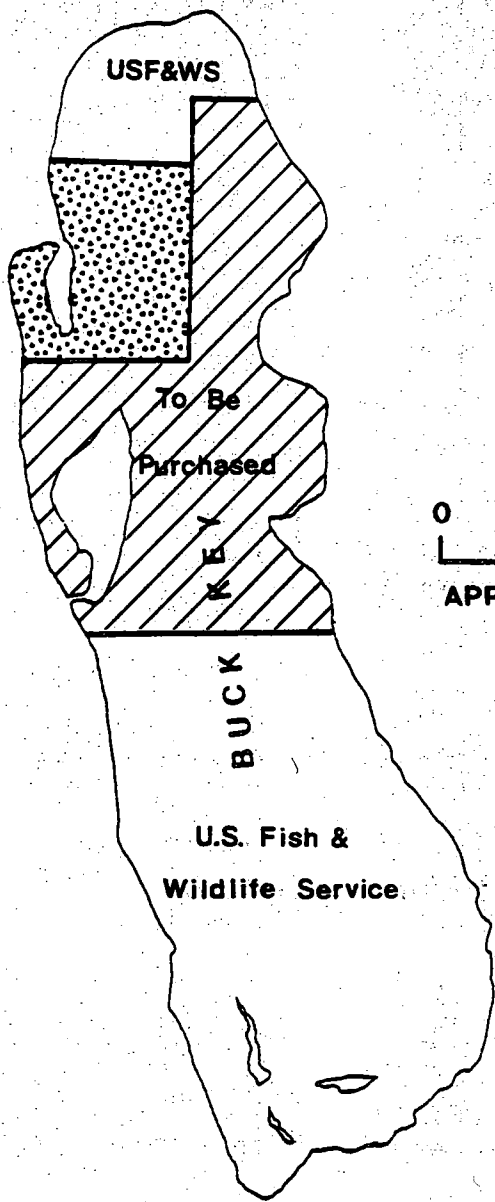 USF&WS
To Be
Purchased
0
APP
BUCK KEY
U.S. Fish &
Wildlife Service